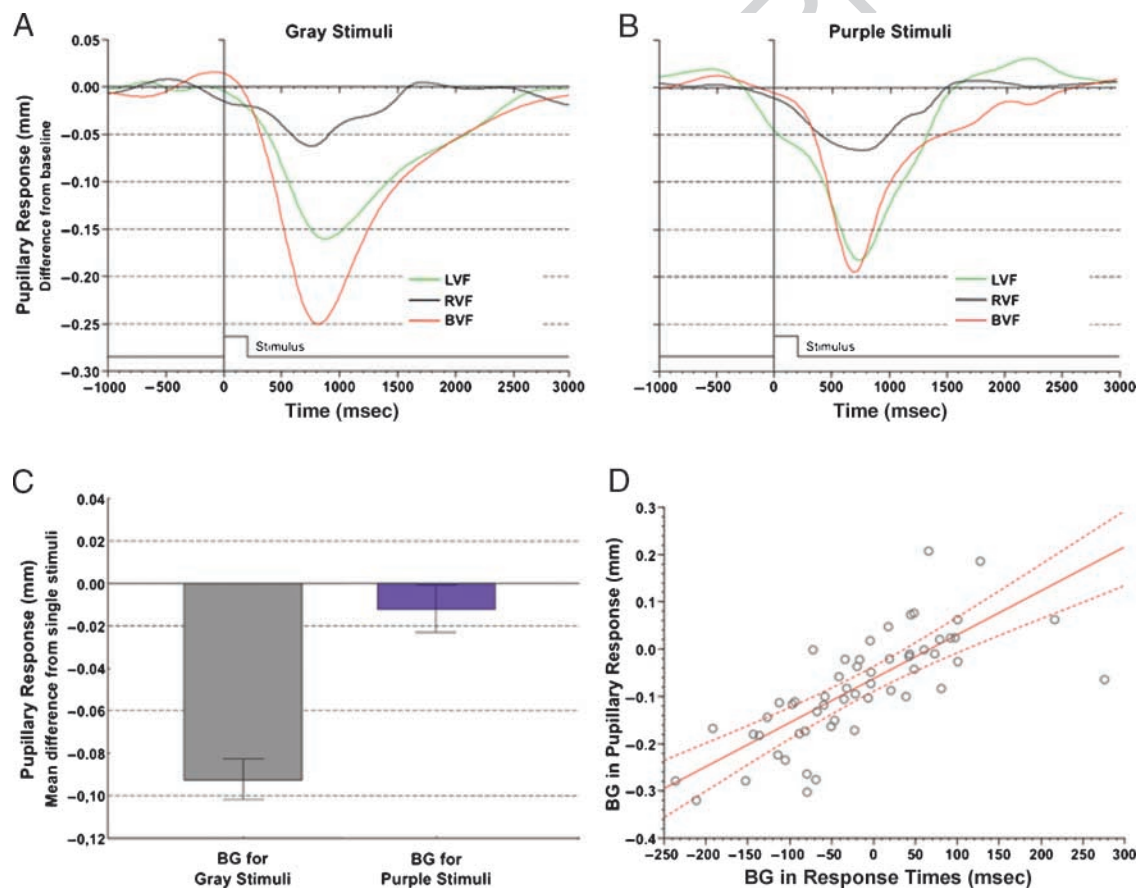 A
Gray Stimuli
Pupillary Response (mm)
Difference from baseline
0.05
0.00
−0.05
−0.10
−0.15
−0.20
−0.25
−0.30
LVF
RVF
BVF
Stimulus
−1000 −500 0 500 1000 1500 2000 2500 3000
Time (msec)
B
Purple Stimuli
LVF
RVF
BVF
Stimulus
−1000 −500 0 500 1000 1500 2000 2500 3000
Time (msec)
C
Pupillary Response (mm)
Mean difference from single stimuli
0.04
0.02
0.00
−0.02
−0.04
−0.06
−0.08
−0.10
−0.12
BG for
Gray Stimuli
BG for
Purple Stimuli
D
BG in Pupillary Response (mm)
0.3
0.2
0.1
0.0
−0.1
−0.2
−0.3
−0.4
−250 −200 −150 −100 −50 0 50 100 150 200 250 300
BG in Response Times (msec)